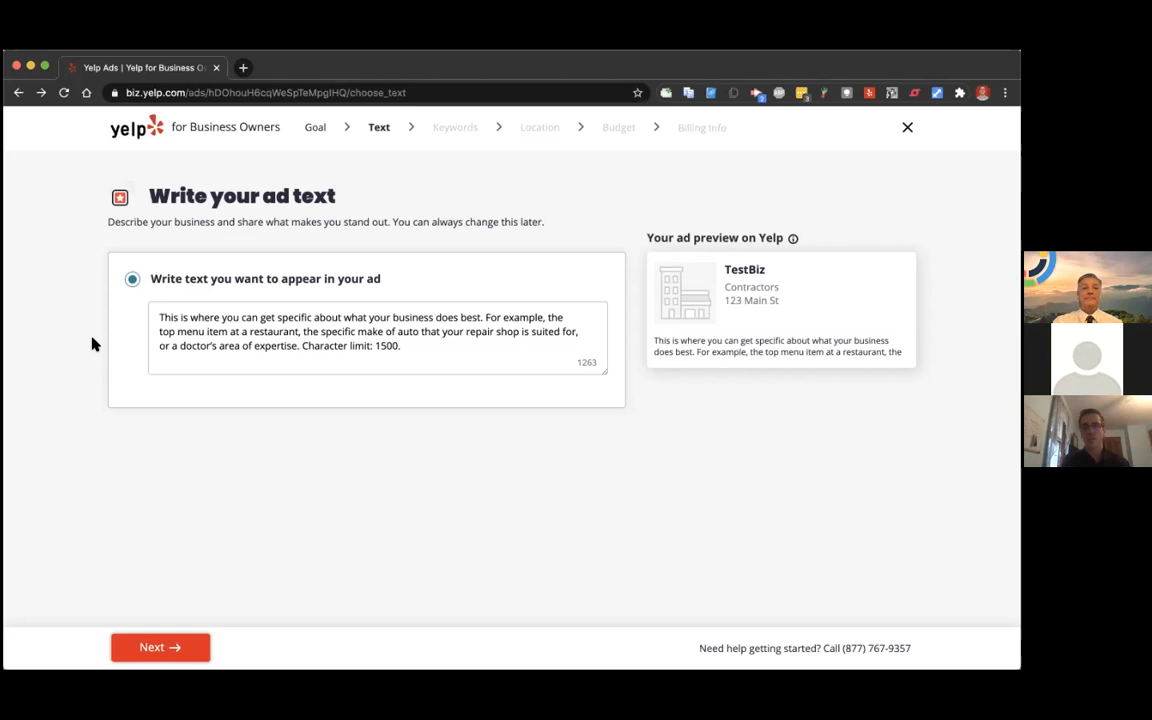 Yelp Ads | Yelp for Business O
biz.yelp.com/ads/hDOhouH6cqWeSpTeMpgIHQ/choose_text
yelp for Business Owners
Goal
Text
Keywords
Location
Budget
Billing Info
Write your ad text
Describe your business and share what makes you stand out. You can always change this later.
Write text you want to appear in your ad
This is where you can get specific about what your business does best. For example, the
top menu item at a restaurant, the specific make of auto that your repair shop is suited for,
or a doctor's area of expertise. Character limit: 1500.
1263
Your ad preview on Yelp
TestBiz
Contractors
123 Main St
This is where you can get specific about what your business
does best. For example, the top menu item at a restaurant, the
Next
Need help getting started? Call (877) 767-9357